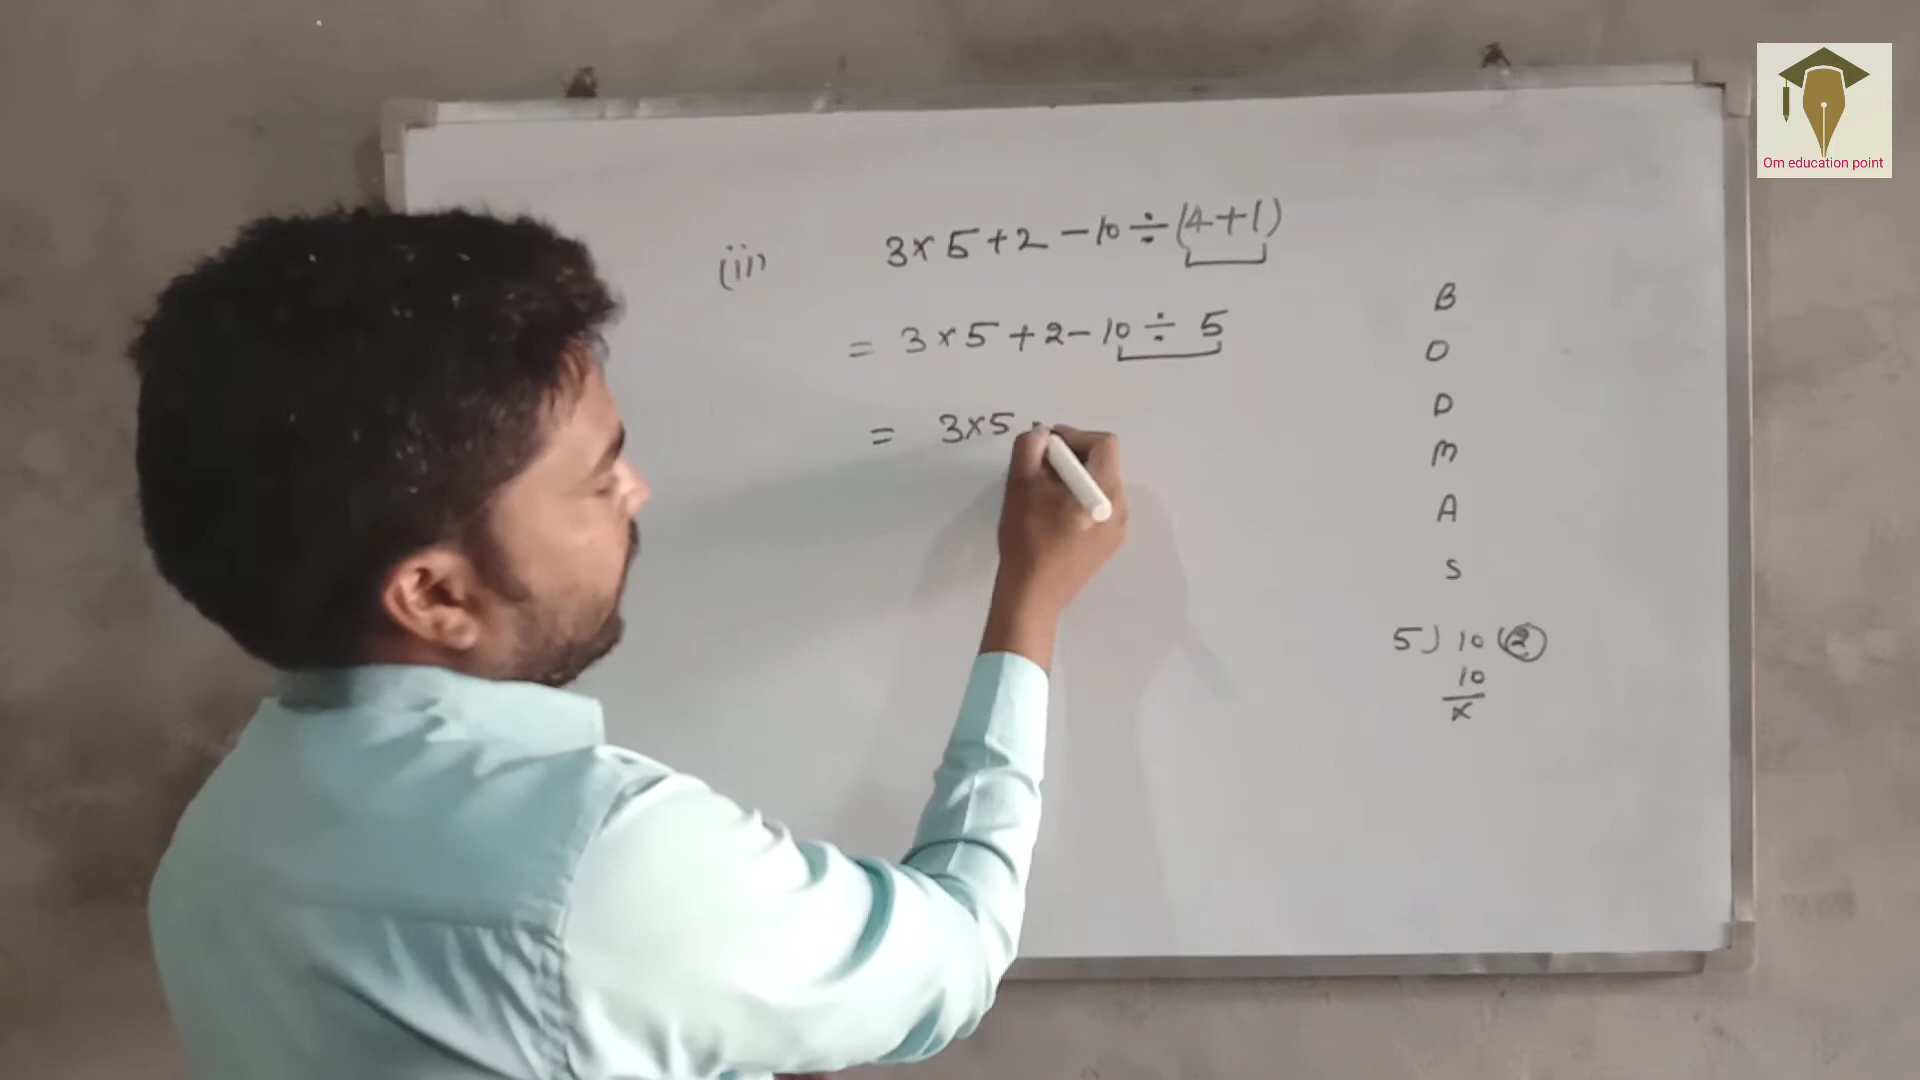 Om education point
(ii) 3×5+2-10÷(4+1)
= 3×5+2-10÷5
= 3×5
B
O
D
M
A
S
5)10(2
10
x